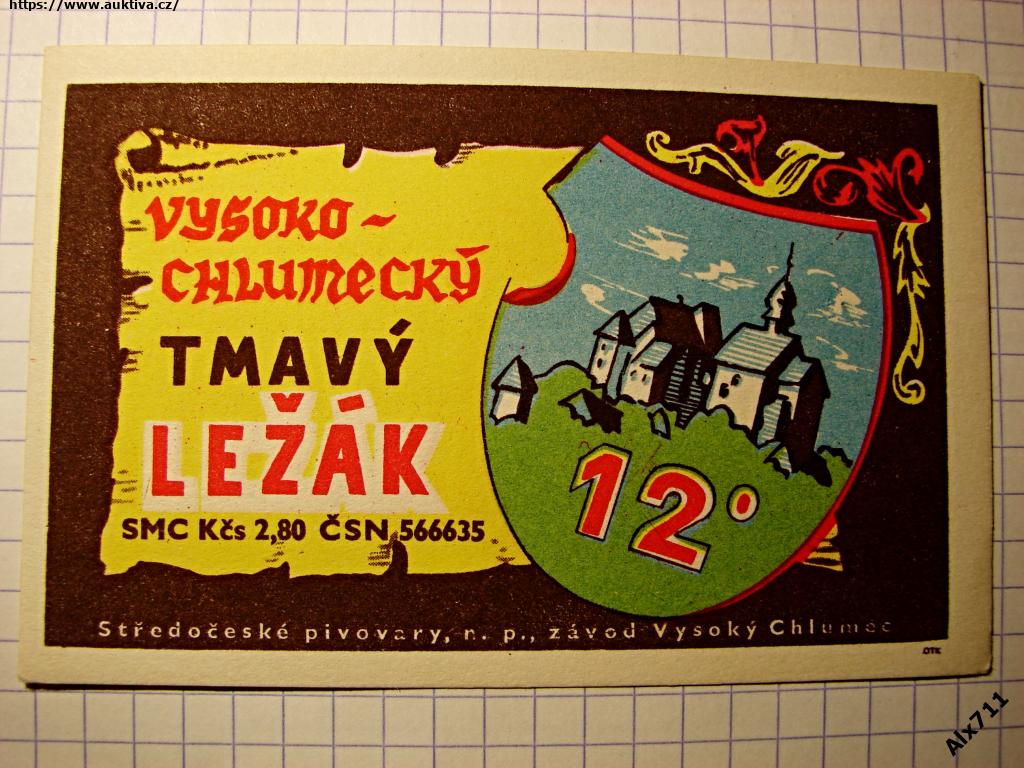 https://www.auktiva.cz/
VYSOKO-
CHLUMECKÝ
TMAVÝ
LEŽÁK
SMC Kčs 2,80 ČSN 566635
12°
Středočeské pivovary, n. p., závod Vysoký Chlumec
OTK
Alx711